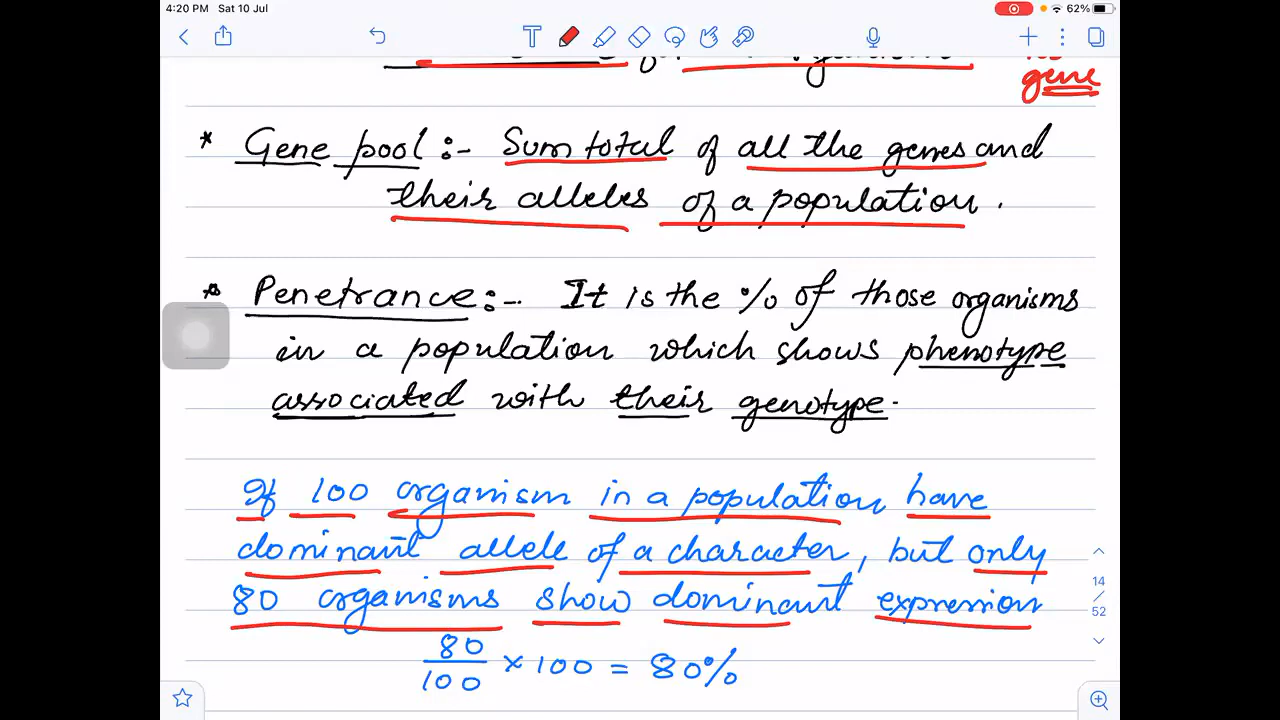 4:20 PM Sat 10 Jul
62%
T
gene
* Gene pool :- Sum total of all the genes and
their alleles of a population .
* Penetrance :- It is the % of those organisms
in a population which shows phenotype
associated with their genotype .
If 100 organism in a population have
dominant allele of a character, but only
80 organisms show dominant expression
80/100 × 100 = 80%
14
/
52